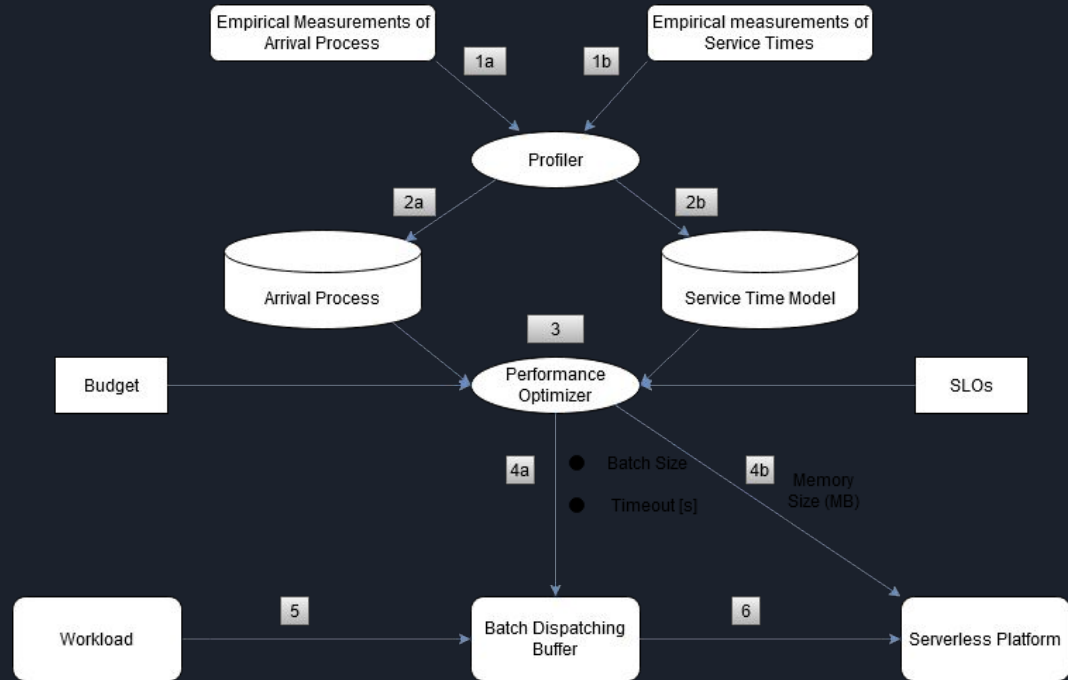 Empirical Measurements of
Arrival Process
Empirical measurements of
Service Times
1a
1b
Profiler
2a
2b
Arrival Process
Service Time Model
3
Budget
Performance
Optimizer
SLOs
4a
Batch Size
Timeout [s]
4b
Memory
Size (MB)
5
6
Workload
Batch Dispatching
Buffer
Serverless Platform